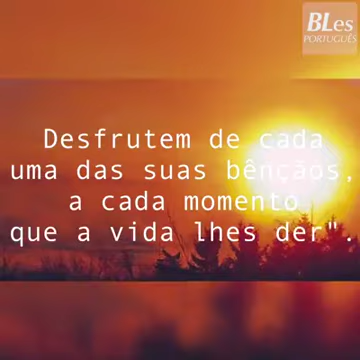 BLes
PORTUGUÊS
Desfrutem de cada
uma das suas bênçãos,
a cada momento
que a vida lhes der".